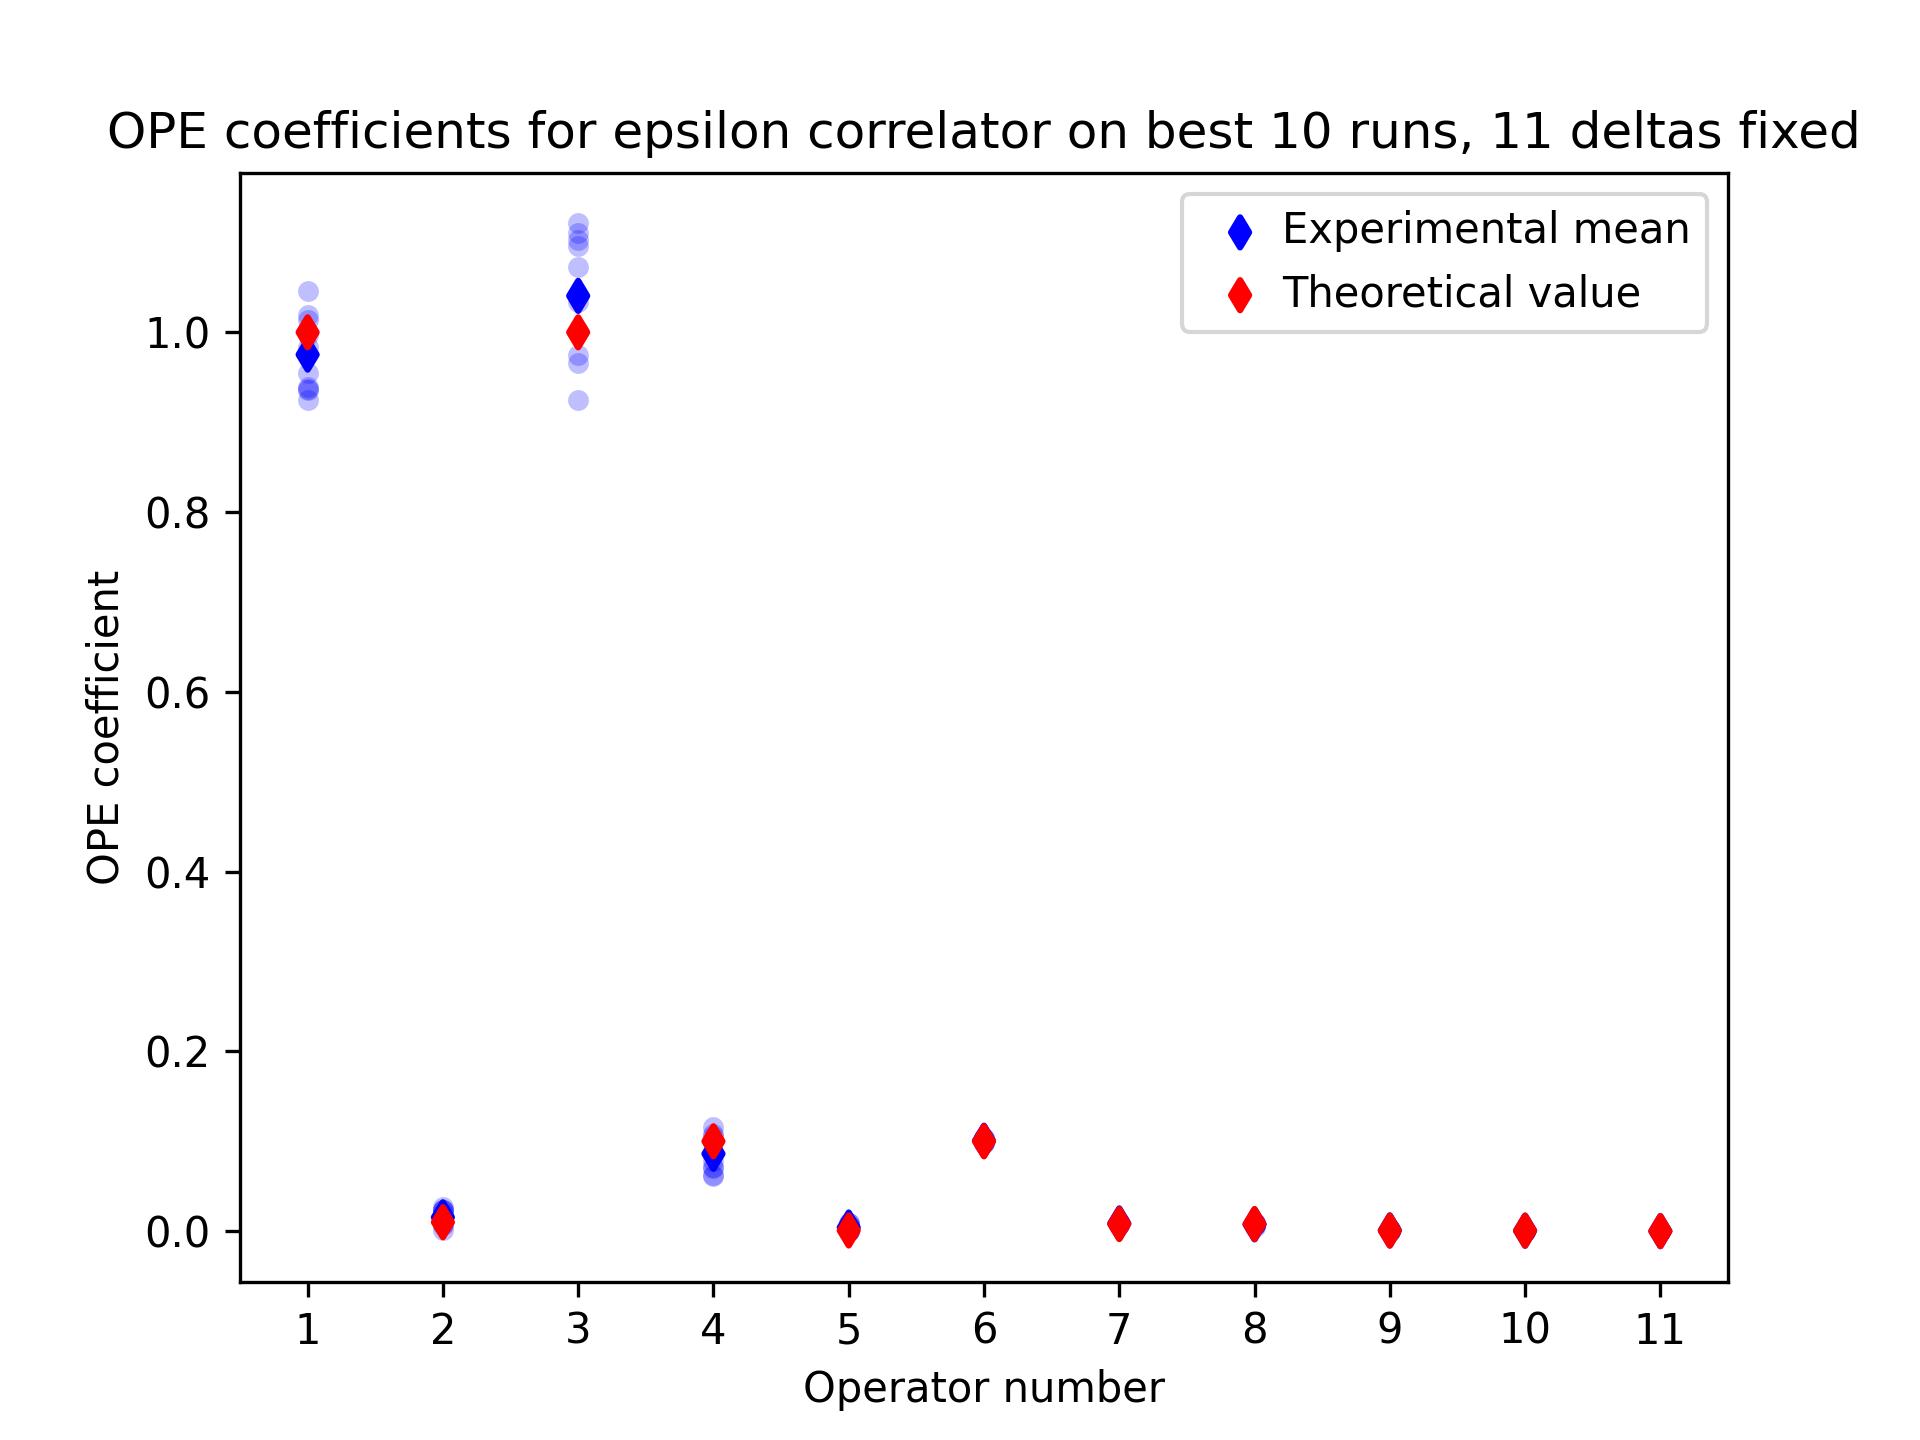 OPE coefficients for epsilon correlator on best 10 runs, 11 deltas fixed
Experimental mean
Theoretical value
OPE coefficient
1.0
0.8
0.6
0.4
0.2
0.0
1 2 3 4 5 6 7 8 9 10 11
Operator number